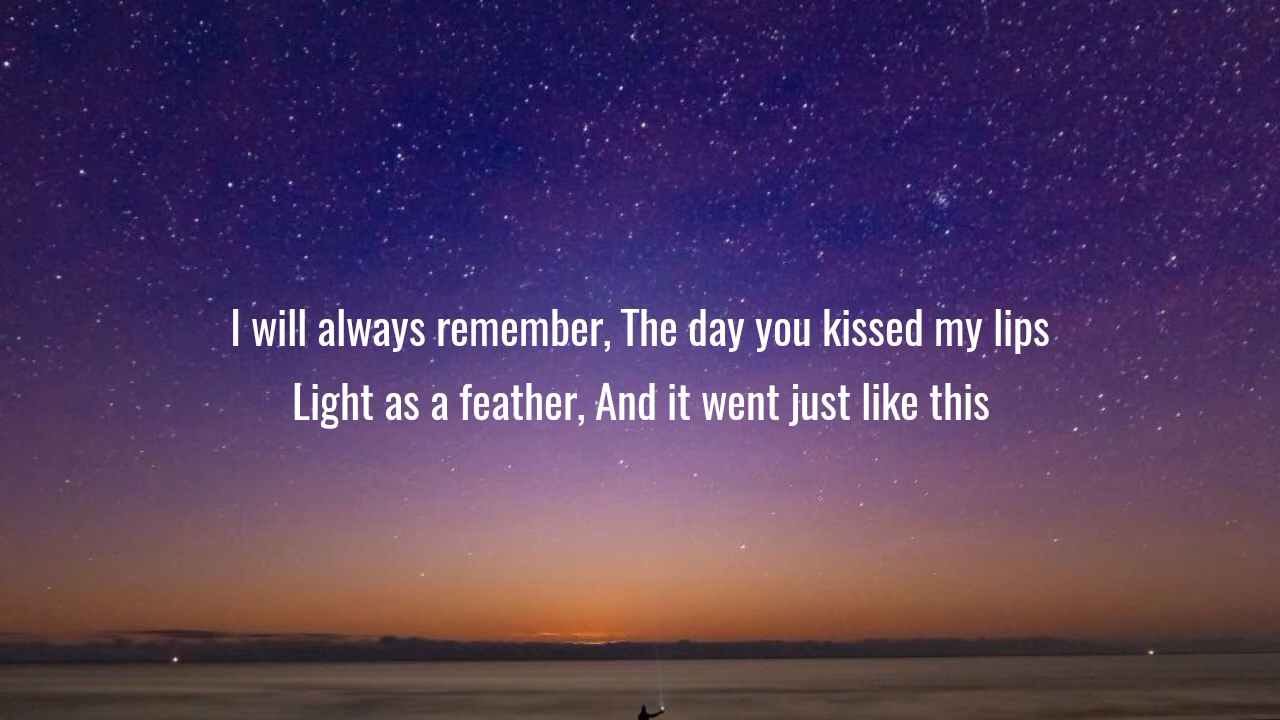 I will always remember, The day you kissed my lips
Light as a feather, And it went just like this